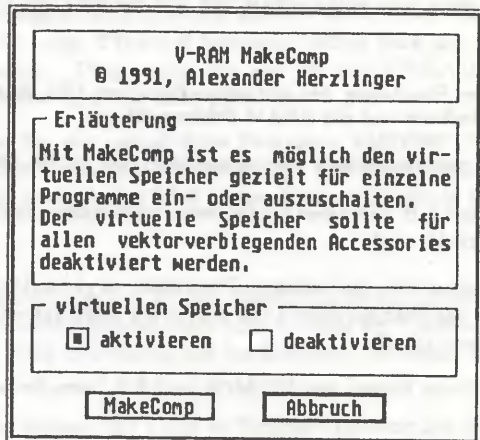 V-RAM MakeComp
© 1991, Alexander Herzlinger
Erläuterung
Mit MakeComp ist es möglich den vir-
tuellen Speicher gezielt für einzelne
Programme ein- oder auszuschalten.
Der virtuelle Speicher sollte für
allen vektorverbiegenden Accessories
deaktiviert werden.
virtuellen Speicher
aktivieren deaktivieren
MakeComp Abbruch